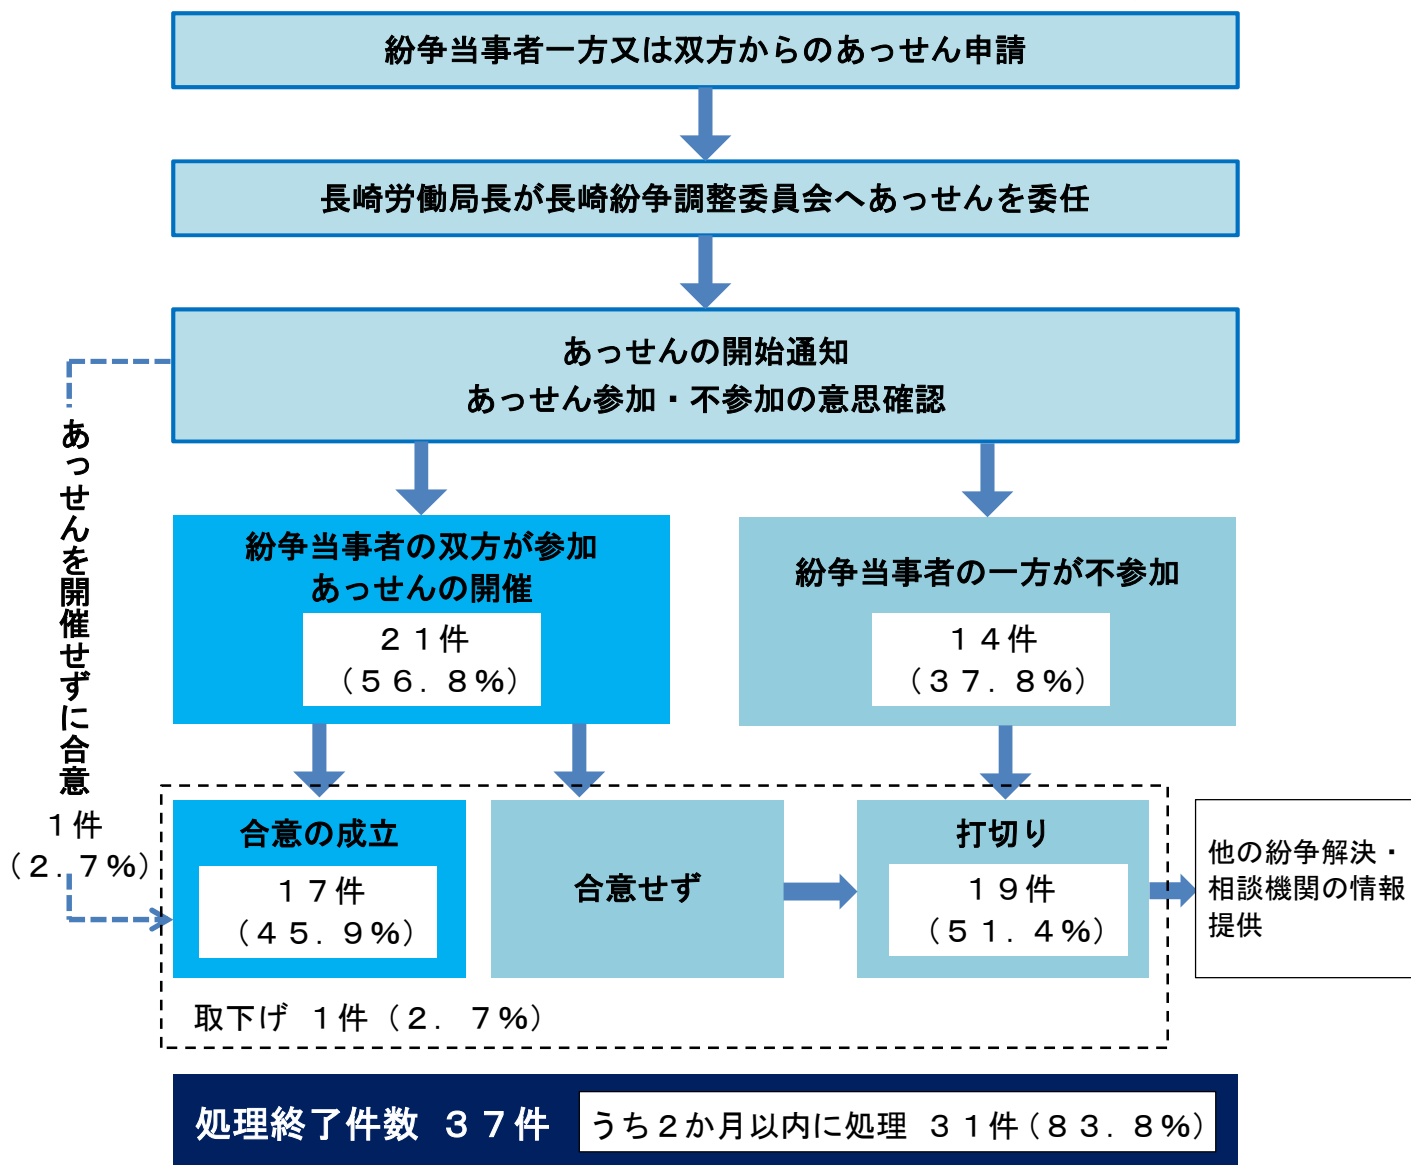 紛争当事者一方又は双方からのあっせん申請
長崎労働局長が長崎紛争調整委員会へあっせんを委任
あっせんの開始通知
あっせん参加・不参加の意思確認
あっせんを開催せずに合意
1件
（2.7%）
紛争当事者の双方が参加
あっせんの開催
21件
（56.8%）
紛争当事者の一方が不参加
14件
（37.8%）
合意の成立
17件
（45.9%）
合意せず
打切り
19件
（51.4%）
他の紛争解決・
相談機関の情報
提供
取下げ 1件（2.7%）
処理終了件数 37件
うち2か月以内に処理 31件（83.8%）